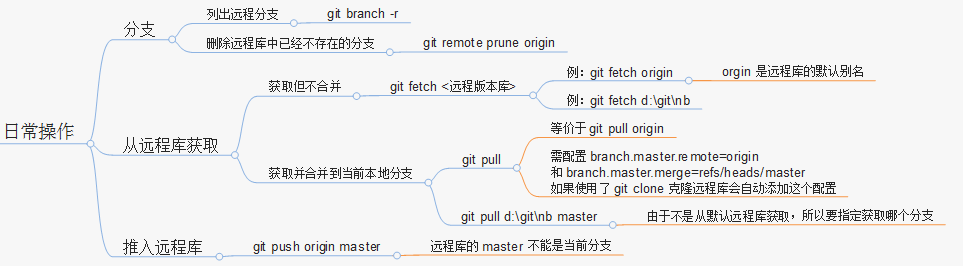 日常操作
分支
列出远程分支
git branch -r
删除远程库中已经不存在的分支
git remote prune origin
从远程库获取
获取但不合并
git fetch <远程版本库>
例：git fetch origin
orgin 是远程库的默认别名
例：git fetch d:\git\nb
获取并合并到当前本地分支
git pull
等价于 git pull origin
需配置 branch.master.remote=origin
和 branch.master.merge=refs/heads/master
如果使用了 git clone 克隆远程库会自动添加这个配置
git pull d:\git\nb master
由于不是从默认远程库获取，所以要指定获取哪个分支
推入远程库
git push origin master
远程库的 master 不能是当前分支